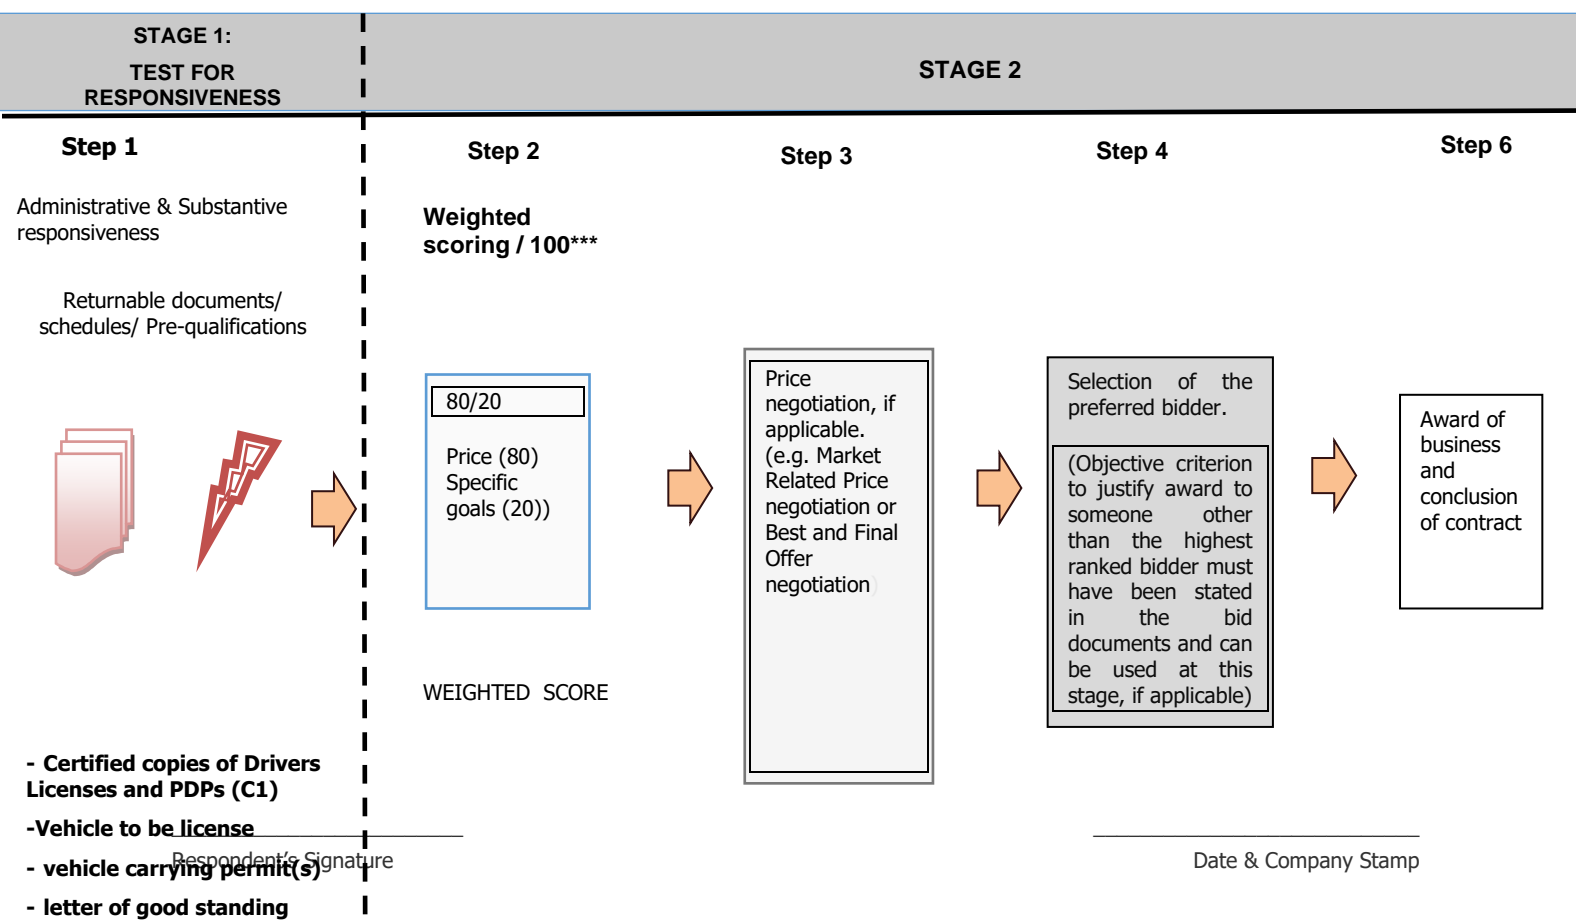 STAGE 1:
TEST FOR
RESPONSIVENESS
STAGE 2
Step 1
Administrative & Substantive
responsiveness
Returnable documents/
schedules/ Pre-qualifications
- Certified copies of Drivers
Licenses and PDPs (C1)
-Vehicle to be license
- vehicle carrying permit(s)
- letter of good standing
Step 2
Weighted
scoring / 100***
80/20
Price (80)
Specific
goals (20))
WEIGHTED SCORE
Step 3
Price
negotiation, if
applicable.
(e.g. Market
Related Price
negotiation or
Best and Final
Offer
negotiation)
Step 4
Selection of the
preferred bidder.
(Objective criterion
to justify award to
someone other
than the highest
ranked bidder must
have been stated
in the bid
documents and can
be used at this
stage, if applicable)
Step 6
Award of
business
and
conclusion
of contract
Respondent's Signature
Date & Company Stamp